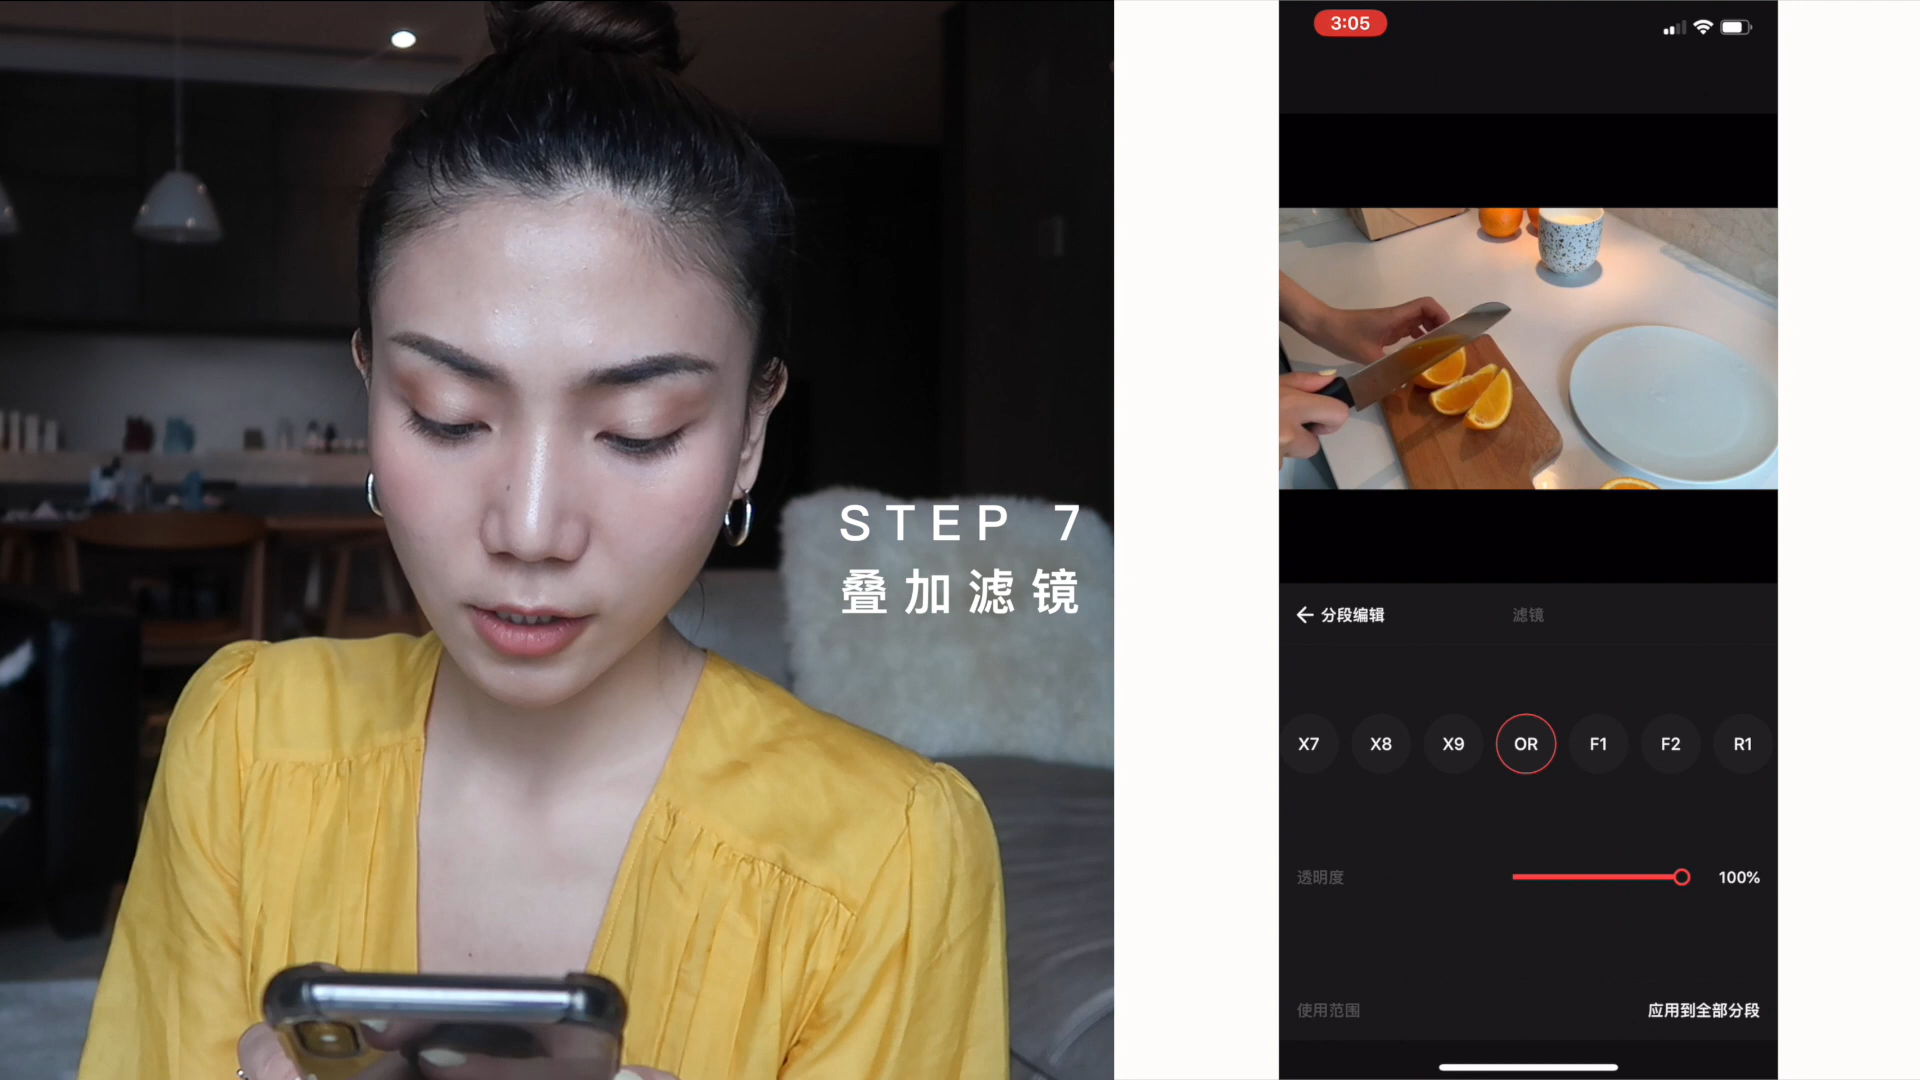 STEP 7
叠加滤镜
3:05
分段编辑
滤镜
X7 X8 X9 OR F1 F2 R1
透明度 100%
使用范围 应用到全部分段